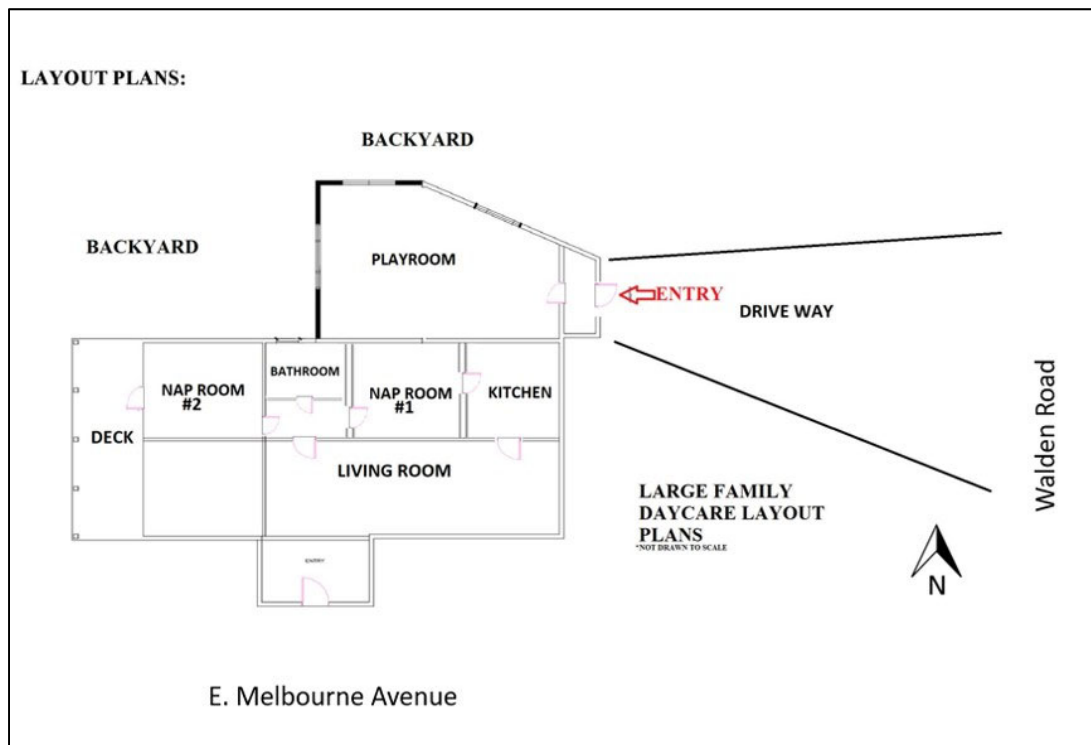 LAYOUT PLANS:
BACKYARD
BACKYARD
PLAYROOM
ENTRY
DRIVE WAY
BATHROOM
NAP ROOM
#2
NAP ROOM
#1
KITCHEN
DECK
LIVING ROOM
Walden Road
LARGE FAMILY
DAYCARE LAYOUT
PLANS
*NOT DRAWN TO SCALE
ENTRY
N
E. Melbourne Avenue